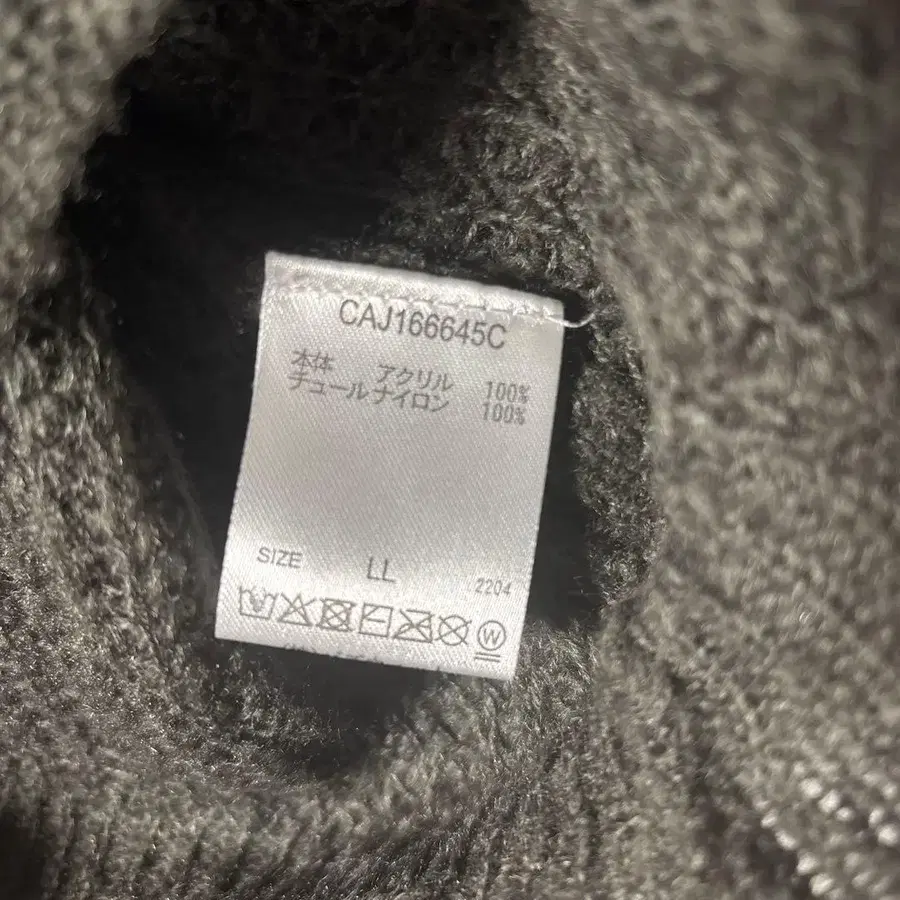 CAJ166645C
本体 アクリル 100%
チュール ナイロン 100%
SIZE LL 2204
W